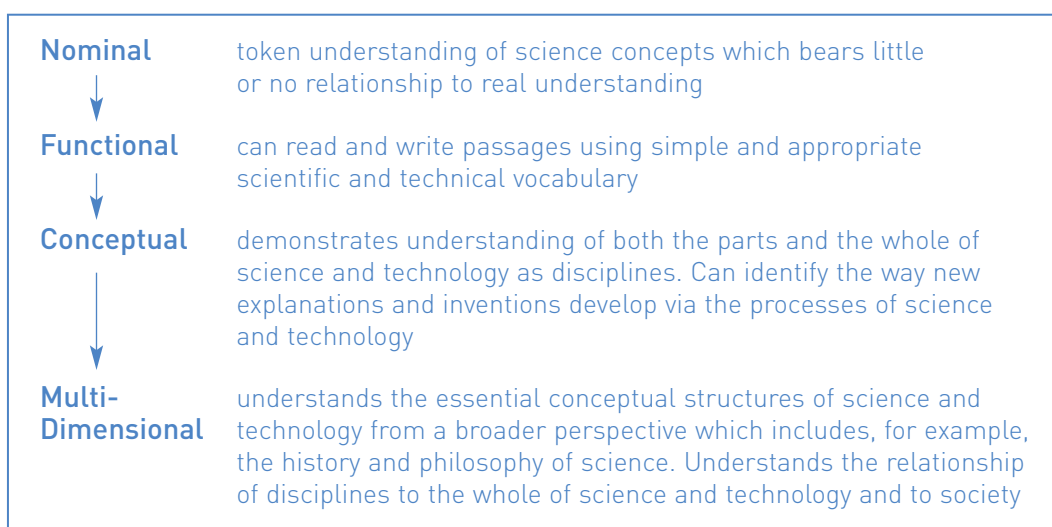 Nominal token understanding of science concepts which bears little
or no relationship to real understanding
Functional can read and write passages using simple and appropriate
scientific and technical vocabulary
Conceptual demonstrates understanding of both the parts and the whole of
science and technology as disciplines. Can identify the way new
explanations and inventions develop via the processes of science
and technology
Multi- understands the essential conceptual structures of science and
Dimensional technology from a broader perspective which includes, for example,
the history and philosophy of science. Understands the relationship
of disciplines to the whole of science and technology and to society